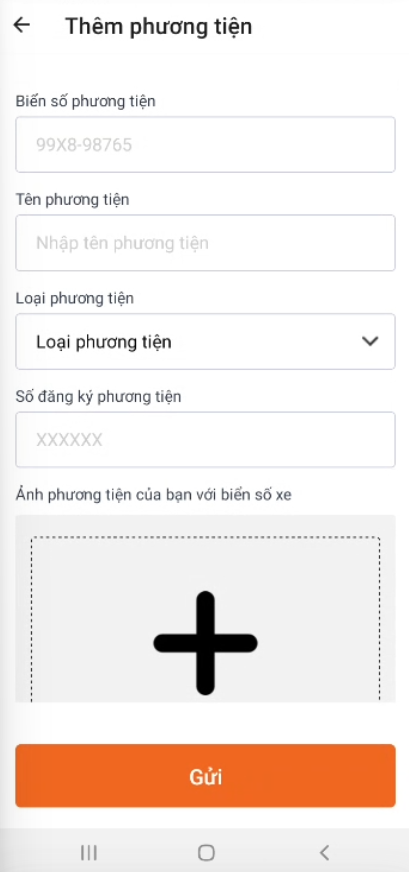 Thêm phương tiện
Biển số phương tiện
99X8-98765
Tên phương tiện
Nhập tên phương tiện
Loại phương tiện
Loại phương tiện
Số đăng ký phương tiện
XXXXXX
Ảnh phương tiện của bạn với biển số xe
Gửi